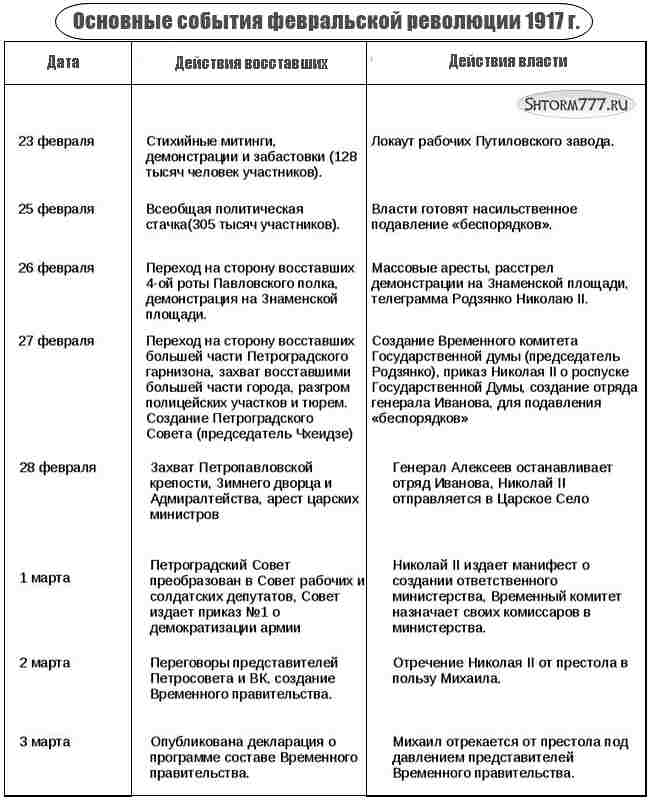 Основные события февральской революции 1917 г.
Дата
Действия восставших
Действия власти
Shtorm777.ru
23 февраля
Стихийные митинги,
демонстрации и забастовки (128
тысяч человек участников).
Локаут рабочих Путиловского завода.
25 февраля
Всеобщая политическая
стачка(305 тысяч участников).
Власти готовят насильственное
подавление «беспорядков».
26 февраля
Переход на сторону восставших
4-ой роты Павловского полка,
демонстрация на Знаменской
площади.
Массовые аресты, расстрел
демонстрации на Знаменской площади,
телеграмма Родзянко Николаю II.
27 февраля
Переход на сторону восставших
большей части Петроградского
гарнизона, захват восставшими
большей части города, разгром
полицейских участков и тюрем.
Создание Петроградского
Совета (председатель Чхеидзе)
Создание Временного комитета
Государственной думы (председатель
Родзянко), приказ Николая II о роспуске
Государственной Думы, создание отряда
генерала Иванова, для подавления
«беспорядков»
28 февраля
Захват Петропавловской
крепости, Зимнего дворца и
Адмиралтейства, арест царских
министров
Генерал Алексеев останавливает
отряд Иванова, Николай II
отправляется в Царское Село
1 марта
Петроградский Совет
преобразован в Совет рабочих и
солдатских депутатов, Совет
издает приказ №1 о
демократизации армии
Николай II издает манифест о
создании ответственного
министерства, Временный комитет
назначает своих комиссаров в
министерства.
2 марта
Переговоры представителей
Петросовета и ВК, создание
Временного правительства.
Отречение Николая II от престола в
пользу Михаила.
3 марта
Опубликована декларация о
программе составе Временного
правительства.
Михаил отрекается от престола под
давлением представителей
Временного правительства.